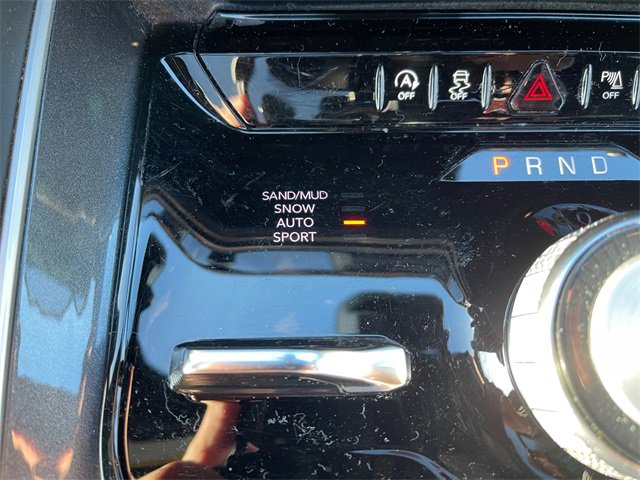 A OFF
OFF
P OFF
P R N D
SAND/MUD
SNOW
AUTO
SPORT